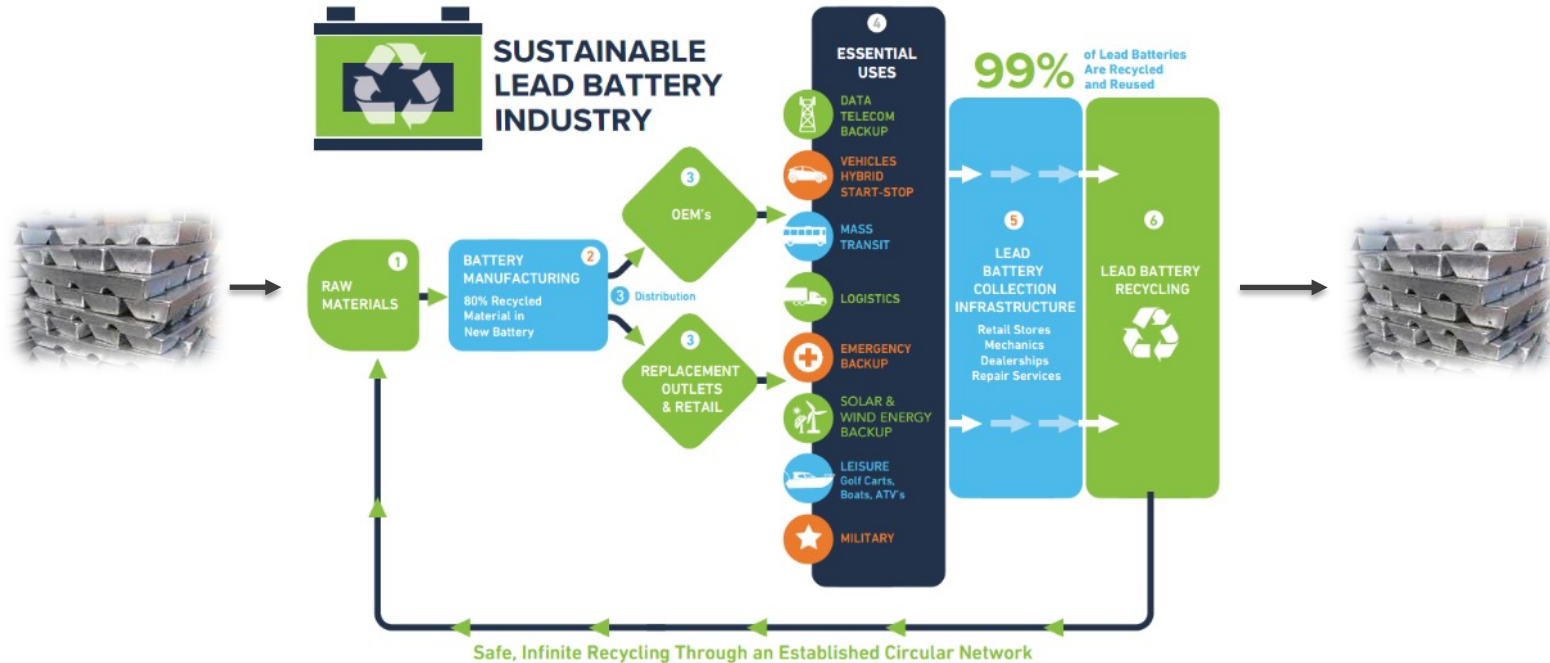 SUSTAINABLE
LEAD BATTERY
INDUSTRY
1
RAW
MATERIALS
2
BATTERY
MANUFACTURING
80% Recycled
Material in
New Battery
3
OEM's
3 Distribution
3
REPLACEMENT
OUTLETS
& RETAIL
4
ESSENTIAL
USES
DATA
TELECOM
BACKUP
VEHICLES
HYBRID
START-STOP
MASS
TRANSIT
LOGISTICS
EMERGENCY
BACKUP
SOLAR &
WIND ENERGY
BACKUP
LEISURE
Golf Carts,
Boats, ATV's
MILITARY
99%
of Lead Batteries
Are Recycled
and Reused
5
LEAD
BATTERY
COLLECTION
INFRASTRUCTURE
Retail Stores
Mechanics
Dealerships
Repair Services
6
LEAD BATTERY
RECYCLING
Safe, Infinite Recycling Through an Established Circular Network